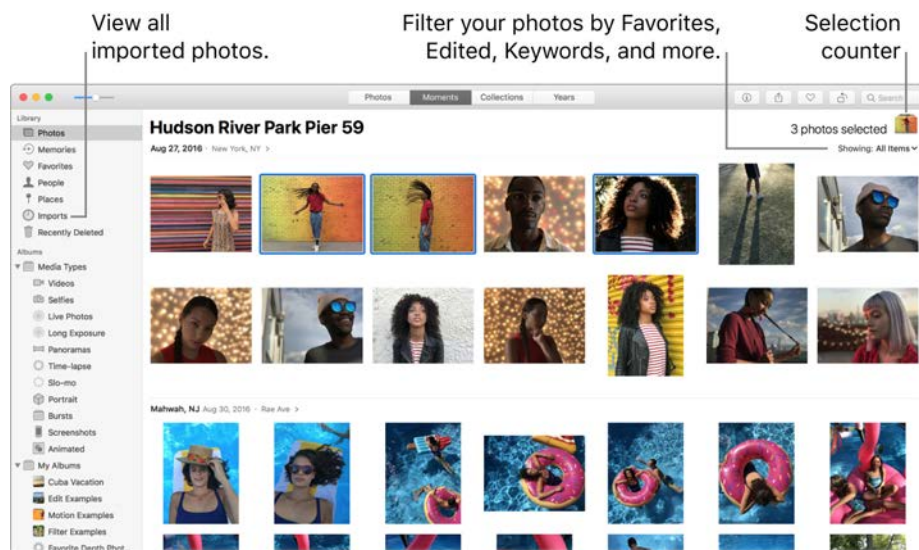 View all
imported photos.
Filter your photos by Favorites,
Edited, Keywords, and more.
Selection
counter
Photos Moments Collections Years
Search
Library
Photos
Memories
Favorites
People
Places
Imports
Recently Deleted
Albums
Media Types
Videos
Selfies
Live Photos
Long Exposure
Panoramas
Time-lapse
Slo-mo
Portrait
Bursts
Screenshots
Animated
My Albums
Cuba Vacation
Edit Examples
Motion Examples
Filter Examples
Favorite Depth Phot...
Hudson River Park Pier 59
Aug 27, 2016 · New York, NY >
3 photos selected
Showing: All Items
Mahwah, NJ Aug 30, 2016 · Rae Ave >